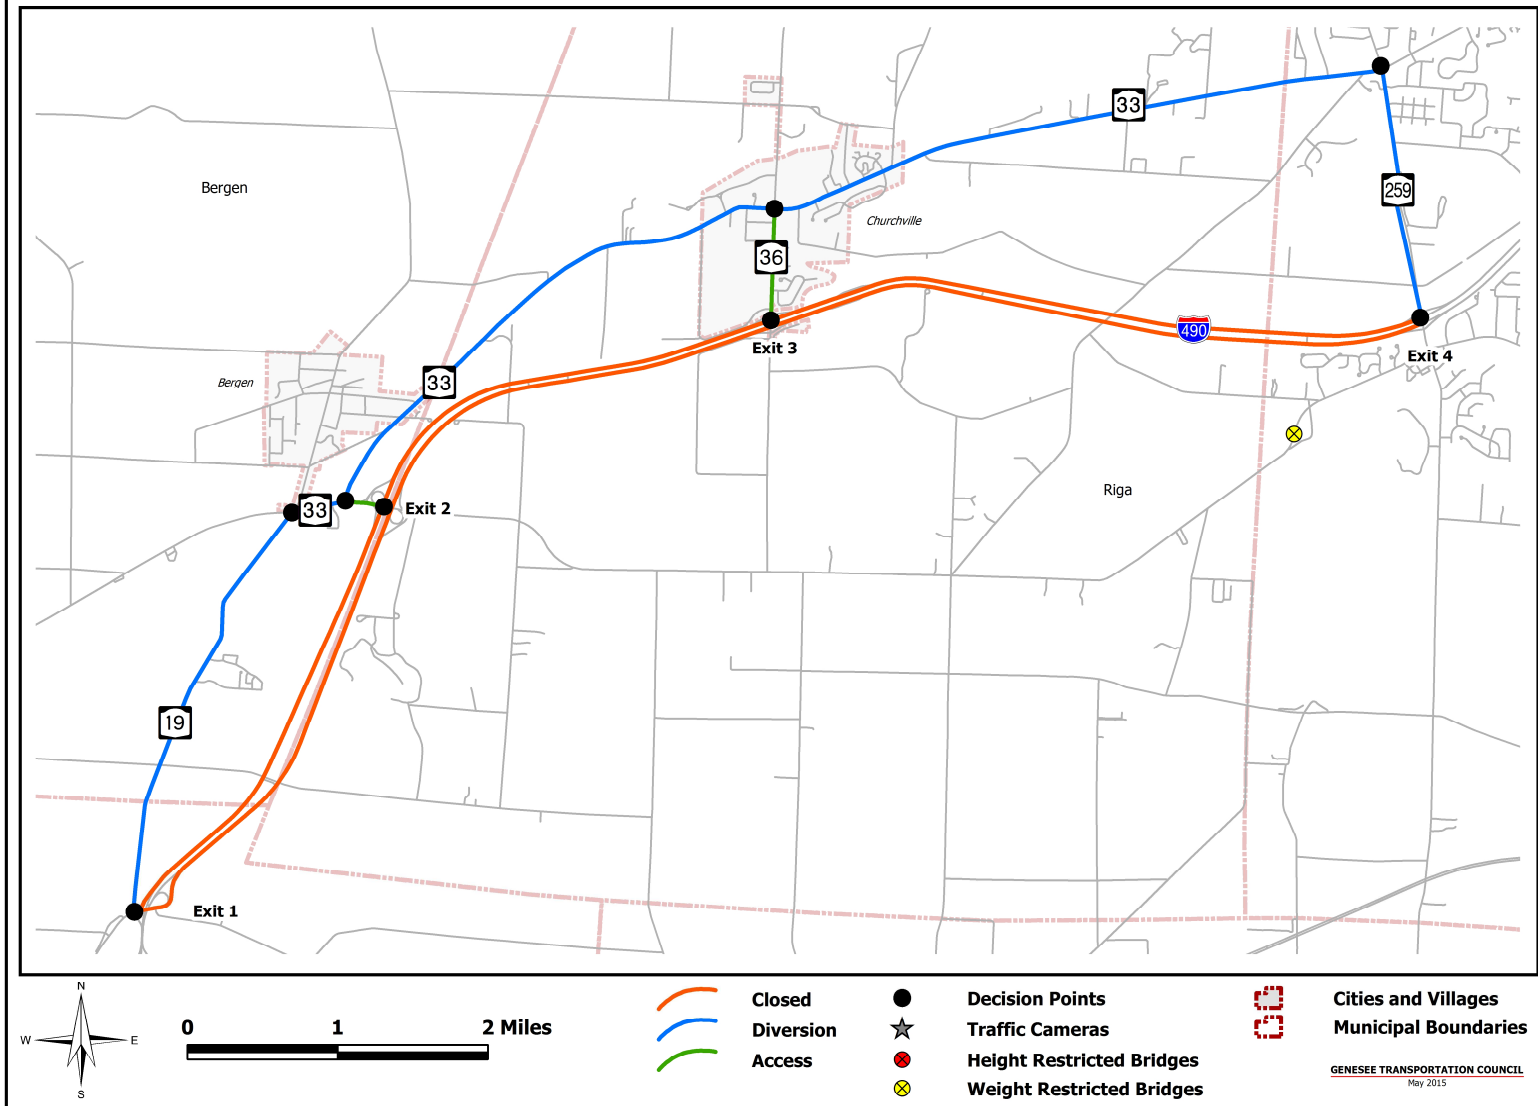 33
Bergen
259
Churchville
36
490
Exit 3
Exit 4
33
Bergen
Riga
33
Exit 2
19
Exit 1
N
W
E
S
0
1
2 Miles
Closed
Diversion
Access
Decision Points
Traffic Cameras
Height Restricted Bridges
Weight Restricted Bridges
Cities and Villages
Municipal Boundaries
GENESEE TRANSPORTATION COUNCIL
May 2015